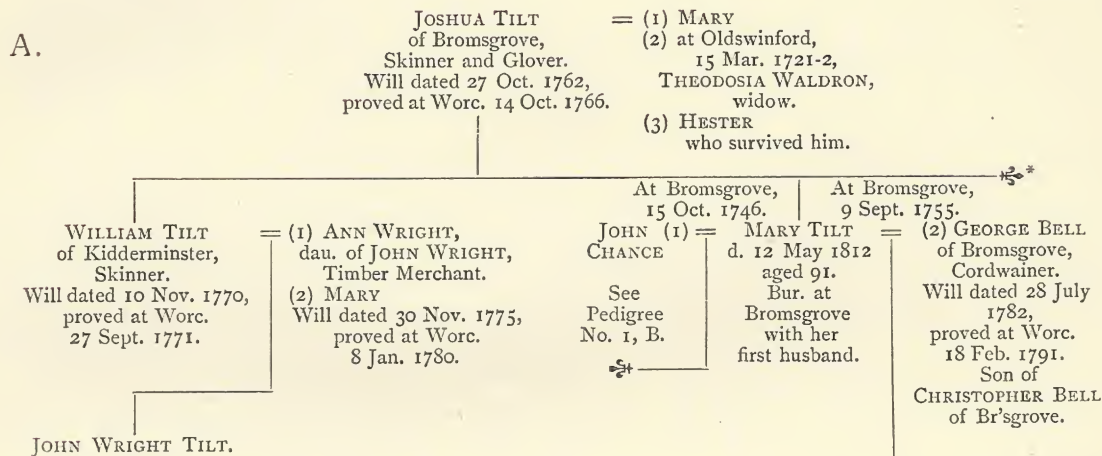 A.
JOSHUA TILT
of Bromsgrove,
Skinner and Glover.
Will dated 27 Oct. 1762,
proved at Worc. 14 Oct. 1766.
= (1) MARY
(2) at Oldswinford,
15 Mar. 1721-2,
THEODOSIA WALDRON,
widow.
(3) HESTER
who survived him.
*
WILLIAM TILT
of Kidderminster,
Skinner.
Will dated 10 Nov. 1770,
proved at Worc.
27 Sept. 1771.
= (1) ANN WRIGHT,
dau. of JOHN WRIGHT,
Timber Merchant.
(2) MARY
Will dated 30 Nov. 1775,
proved at Worc.
8 Jan. 1780.
At Bromsgrove,
15 Oct. 1746.
At Bromsgrove,
9 Sept. 1755.
JOHN (1) =
CHANCE
See
Pedigree
No. 1, B.
MARY TILT =
d. 12 May 1812
aged 91.
Bur. at
Bromsgrove
with her
first husband.
(2) GEORGE BELL
of Bromsgrove,
Cordwainer.
Will dated 28 July
1782,
proved at Worc.
18 Feb. 1791.
Son of
CHRISTOPHER BELL
of Br'sgrove.
JOHN WRIGHT TILT.